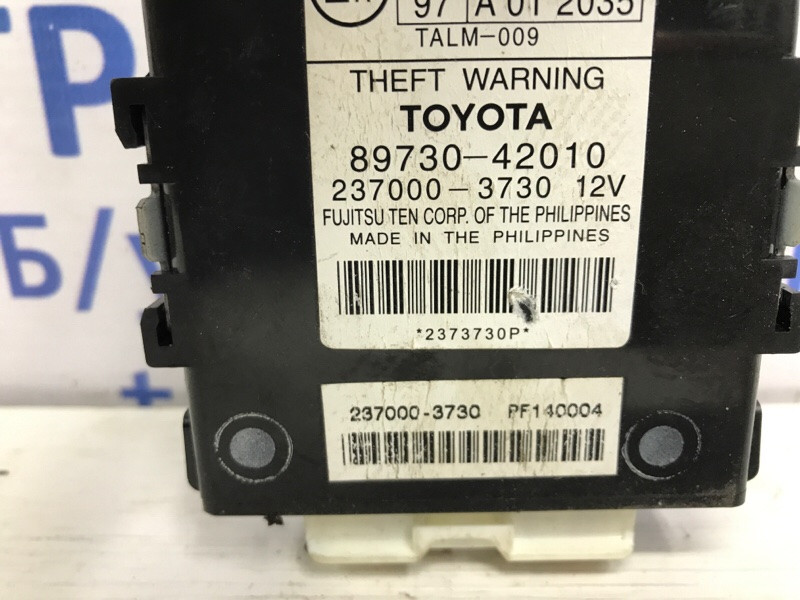 97 A 01 2035
TALM-009
THEFT WARNING
TOYOTA
89730-42010
237000-3730 12V
FUJITSU TEN CORP. OF THE PHILIPPINES
MADE IN THE PHILIPPINES
*2373730P*
237000-3730 PF140004
ТР
Б/у